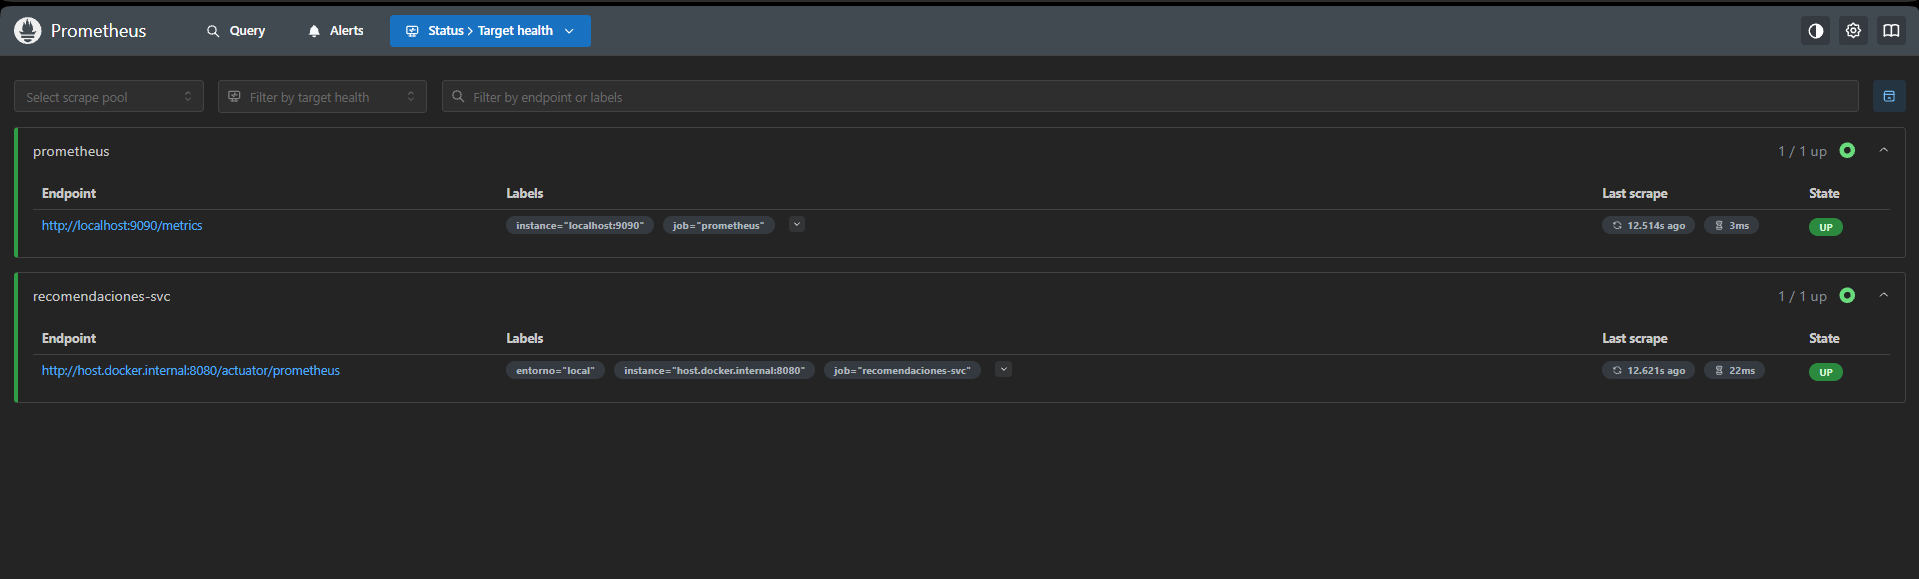 Prometheus Query Alerts Status > Target health
Select scrape pool Filter by target health Filter by endpoint or labels
prometheus 1 / 1 up
Endpoint Labels Last scrape State
http://localhost:9090/metrics instance="localhost:9090" job="prometheus" 12.514s ago 3ms UP
recomendaciones-svc 1 / 1 up
Endpoint Labels Last scrape State
http://host.docker.internal:8080/actuator/prometheus entorno="local" instance="host.docker.internal:8080" job="recomendaciones-svc" 12.621s ago 22ms UP